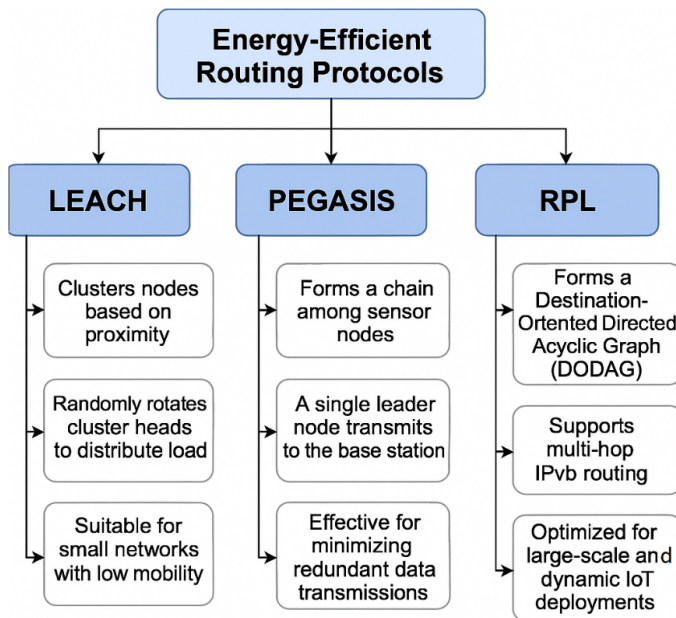 Energy-Efficient
Routing Protocols
LEACH
Clusters nodes
based on
proximity
Randomly rotates
cluster heads
to distribute load
Suitable for
small networks
with low mobility
PEGASIS
Forms a chain
among sensor
nodes
A single leader
node transmits
to the base station
Effective for
minimizing
redundant data
transmissions
RPL
Forms a
Destination-
Ortented Directed
Acyclic Graph
(DODAG)
Supports
multi-hop
IPvb routing
Optimized for
large-scale and
dynamic IoT
deployments